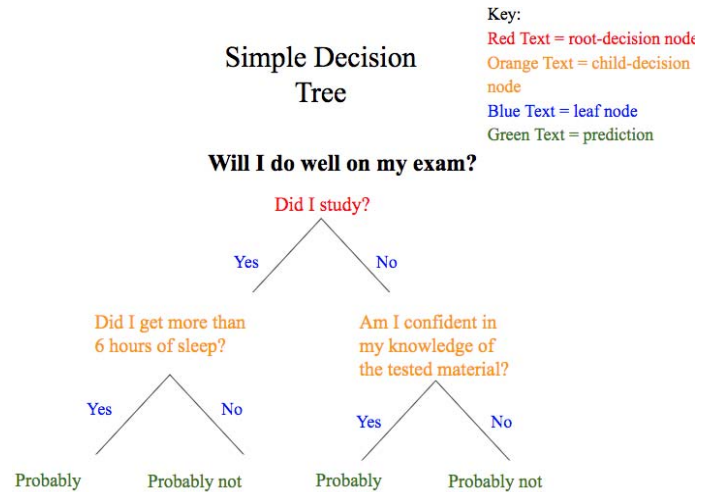 Key:
Red Text = root-decision node
Orange Text = child-decision
node
Blue Text = leaf node
Green Text = prediction
Simple Decision
Tree
Will I do well on my exam?
Did I study?
Yes
No
Did I get more than
6 hours of sleep?
Am I confident in
my knowledge of
the tested material?
Yes
No
Yes
No
Probably
Probably not
Probably
Probably not